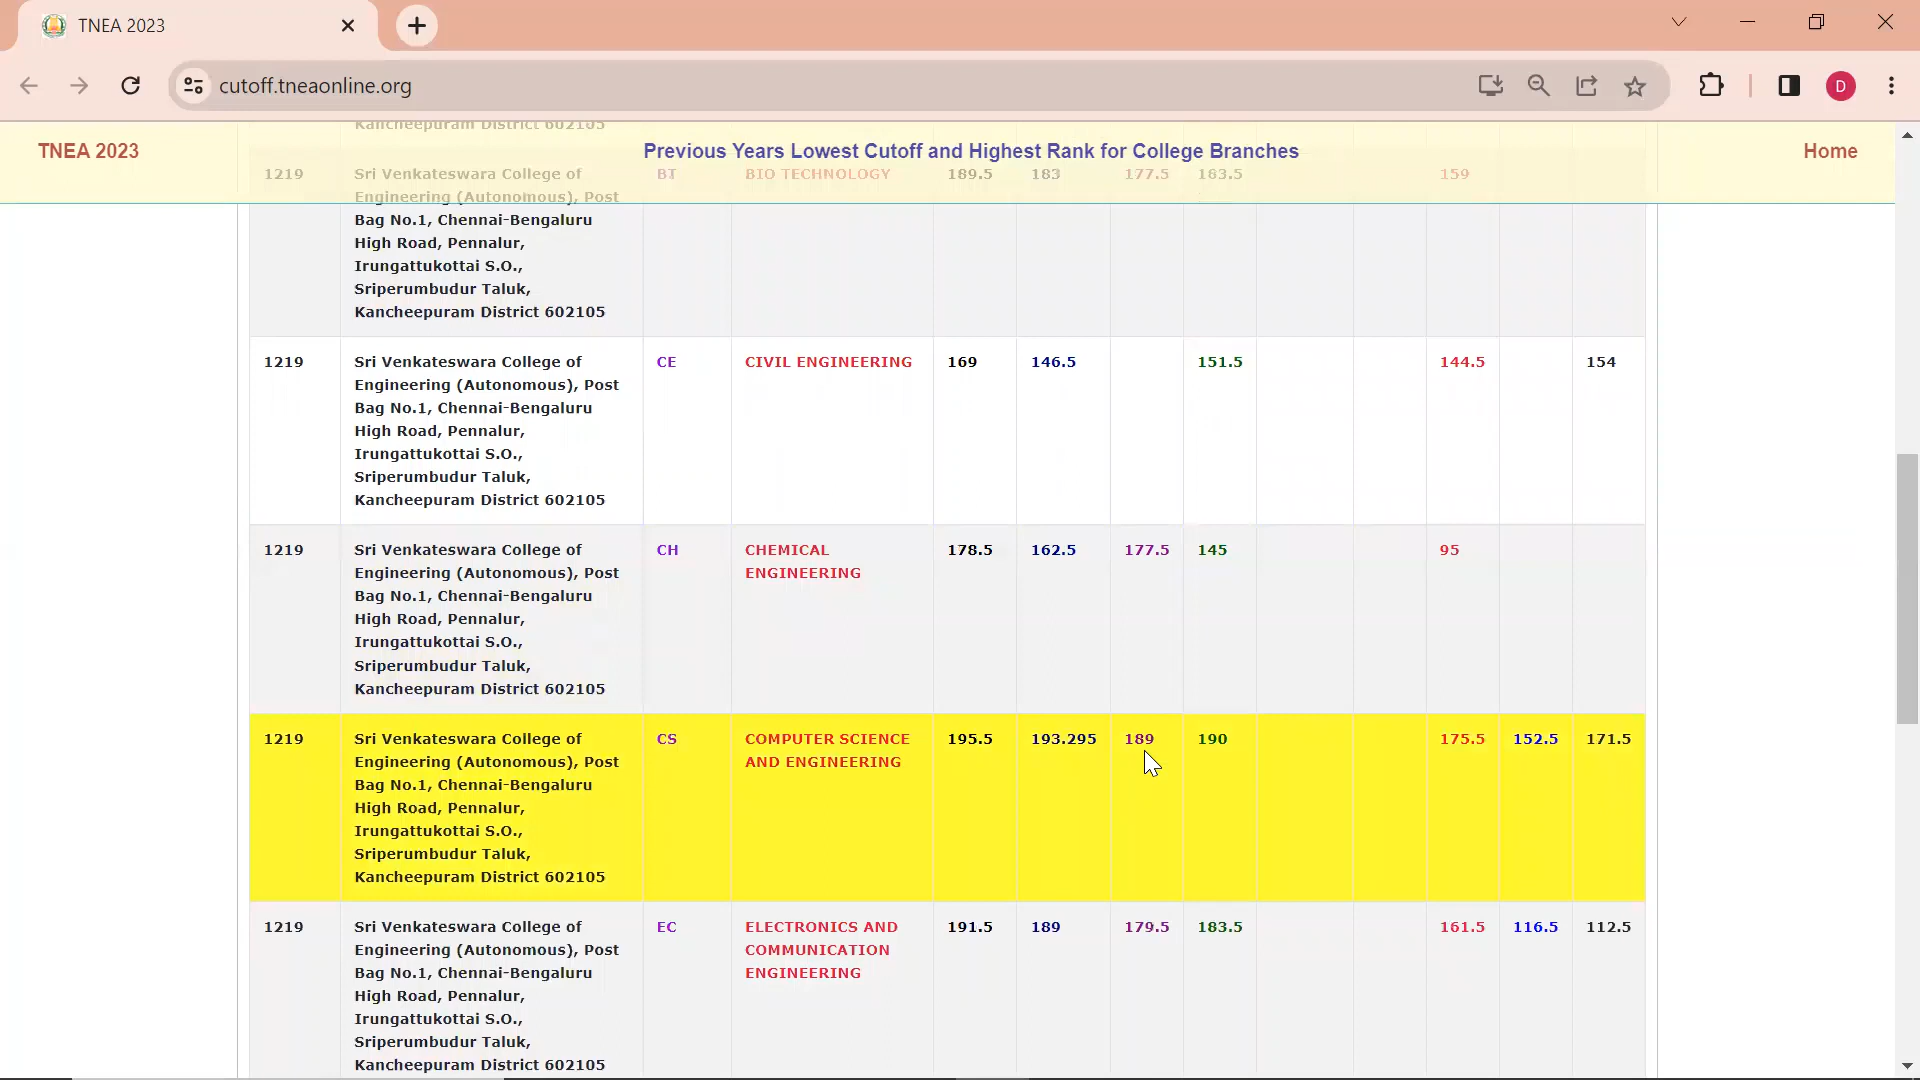 TNEA 2023
cutoff.tneaonline.org
D
Kancheepuram District 602105
TNEA 2023 Previous Years Lowest Cutoff and Highest Rank for College Branches Home
1219 Sri Venkateswara College of BT BIO TECHNOLOGY 189.5 183 177.5 183.5 159
Engineering (Autonomous), Post
Bag No.1, Chennai-Bengaluru
High Road, Pennalur,
Irungattukottai S.O.,
Sriperumbudur Taluk,
Kancheepuram District 602105
1219 Sri Venkateswara College of CE CIVIL ENGINEERING 169 146.5 151.5 144.5 154
Engineering (Autonomous), Post
Bag No.1, Chennai-Bengaluru
High Road, Pennalur,
Irungattukottai S.O.,
Sriperumbudur Taluk,
Kancheepuram District 602105
1219 Sri Venkateswara College of CH CHEMICAL 178.5 162.5 177.5 145 95
Engineering (Autonomous), Post ENGINEERING
Bag No.1, Chennai-Bengaluru
High Road, Pennalur,
Irungattukottai S.O.,
Sriperumbudur Taluk,
Kancheepuram District 602105
1219 Sri Venkateswara College of CS COMPUTER SCIENCE 195.5 193.295 189 190 175.5 152.5 171.5
Engineering (Autonomous), Post AND ENGINEERING
Bag No.1, Chennai-Bengaluru
High Road, Pennalur,
Irungattukottai S.O.,
Sriperumbudur Taluk,
Kancheepuram District 602105
1219 Sri Venkateswara College of EC ELECTRONICS AND 191.5 189 179.5 183.5 161.5 116.5 112.5
Engineering (Autonomous), Post COMMUNICATION
Bag No.1, Chennai-Bengaluru ENGINEERING
High Road, Pennalur,
Irungattukottai S.O.,
Sriperumbudur Taluk,
Kancheepuram District 602105